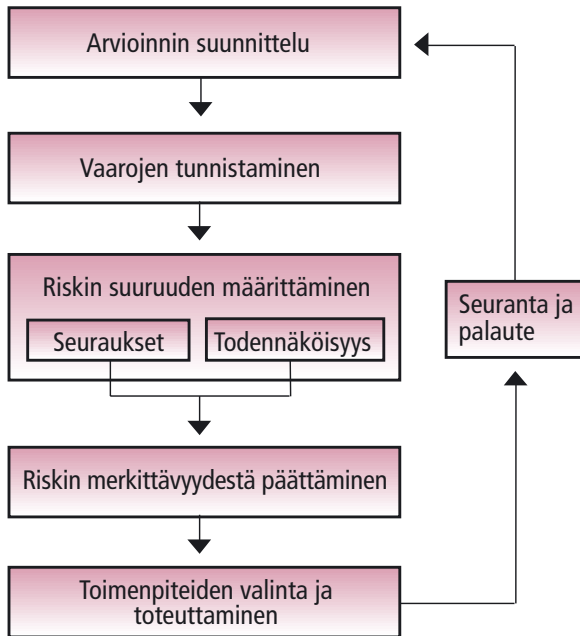 Arvioinnin suunnittelu
Vaarojen tunnistaminen
Riskin suuruuden määrittäminen
Seuraukset
Todennäköisyys
Riskin merkittävyydestä päättäminen
Toimenpiteiden valinta ja
toteuttaminen
Seuranta ja
palaute